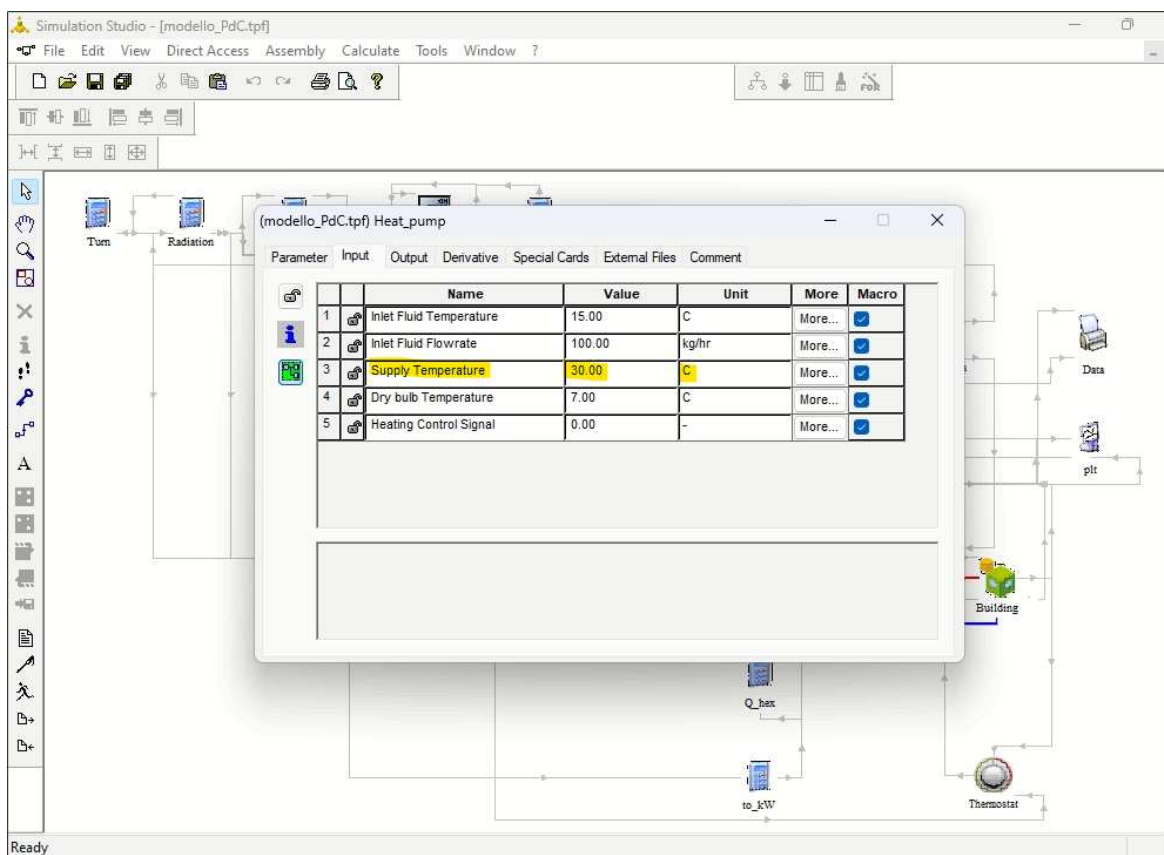 Simulation Studio - [modello_PdC.tpf]
File Edit View Direct Access Assembly Calculate Tools Window ?
FOR
Turn
Radiation
(modello_PdC.tpf) Heat_pump
Parameter Input Output Derivative Special Cards External Files Comment
Name Value Unit More Macro
1 Inlet Fluid Temperature 15.00 C More...
2 Inlet Fluid Flowrate 100.00 kg/hr More...
3 Supply Temperature 30.00 C More...
4 Dry bulb Temperature 7.00 C More...
5 Heating Control Signal 0.00 - More...
Data
plt
Building
Q_hex
to_kW
Thermostat
Ready